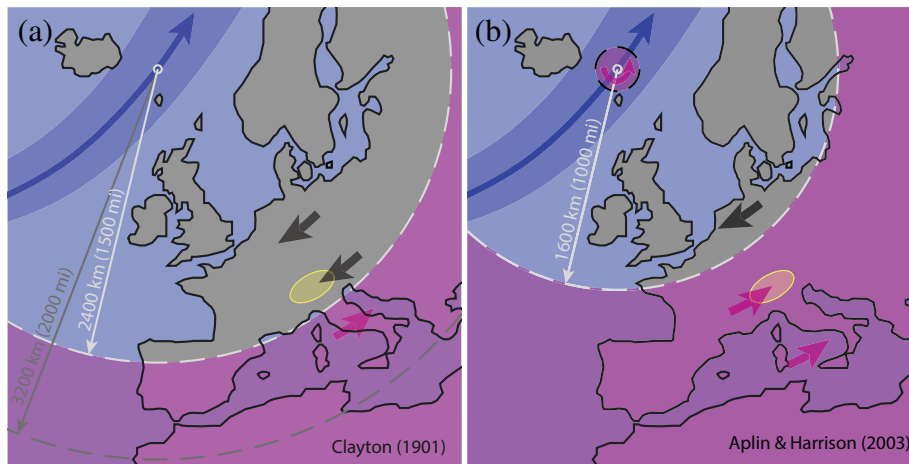 (a)
3200 km (2000 mi)
2400 km (1500 mi)
Clayton (1901)
(b)
1600 km (1000 mi)
Aplin & Harrison (2003)